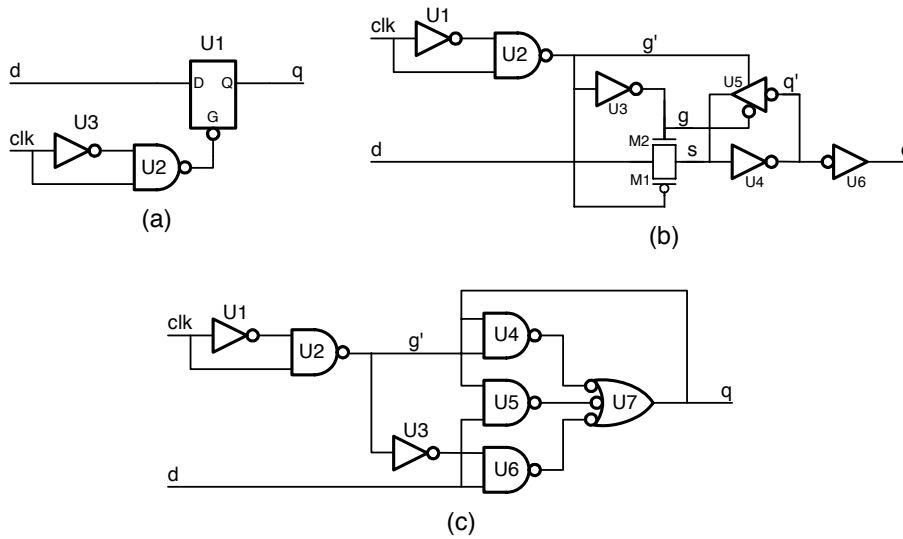 U1
d
D
Q
q
G
U3
clk
U2
(a)
U1
clk
U2
g'
U3
g
U5
q'
M2
d
s
M1
U4
U6
(b)
U1
clk
U2
g'
U4
U5
U7
q
U3
U6
d
(c)